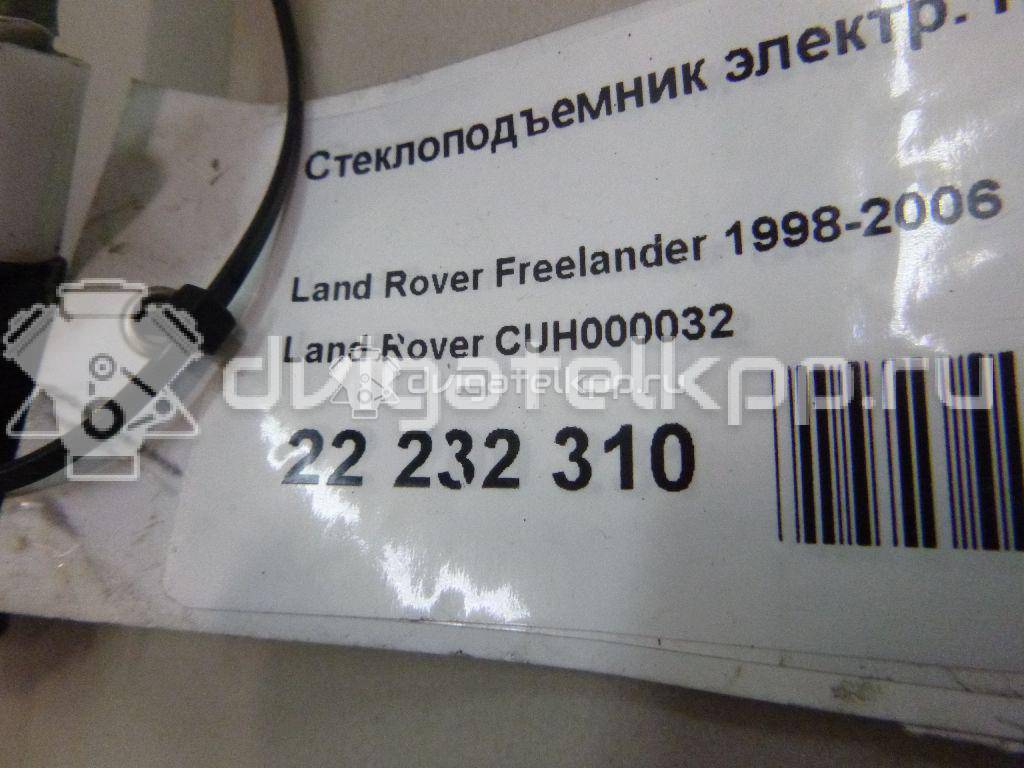 Стеклоподъемник электр.
Land Rover Freelander 1998-2006
Land Rover CUH000032
dvigatelkpp.ru
dvigatelkpp.ru
22 232 310